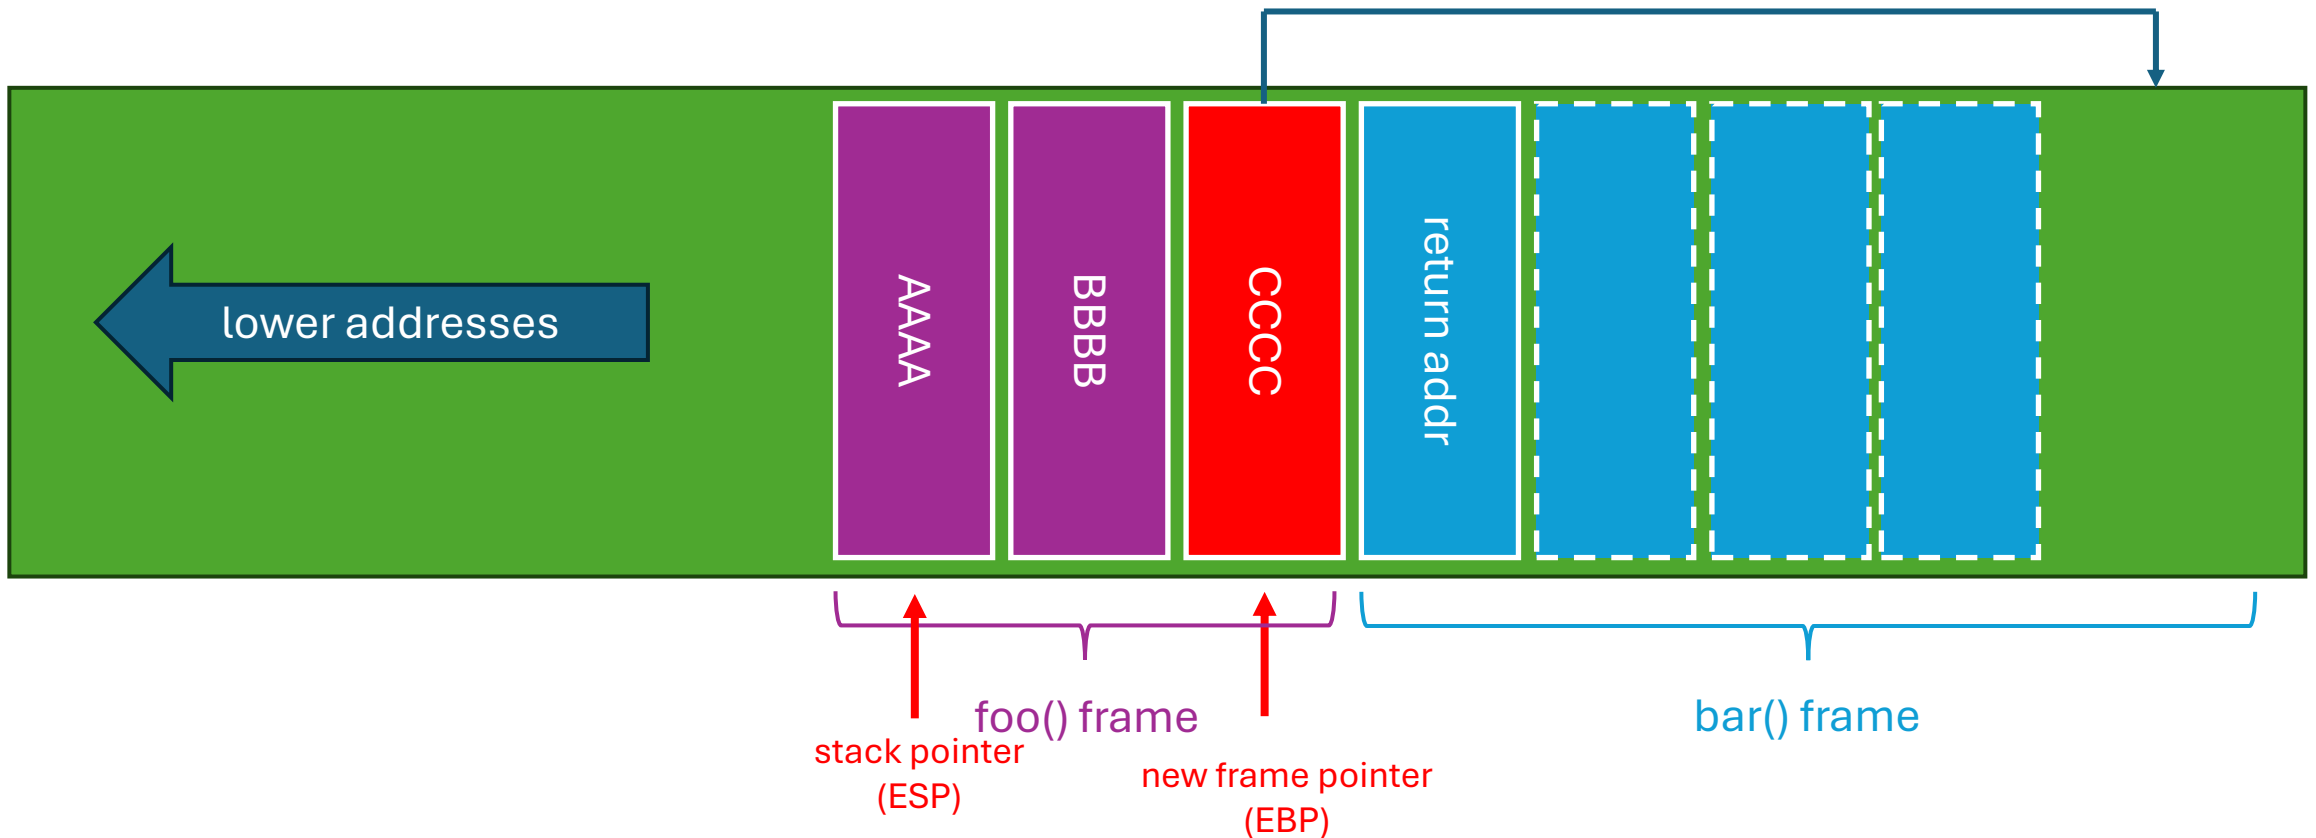 lower addresses
AAAA
BBBB
CCCC
return addr
foo() frame
bar() frame
stack pointer
(ESP)
new frame pointer
(EBP)